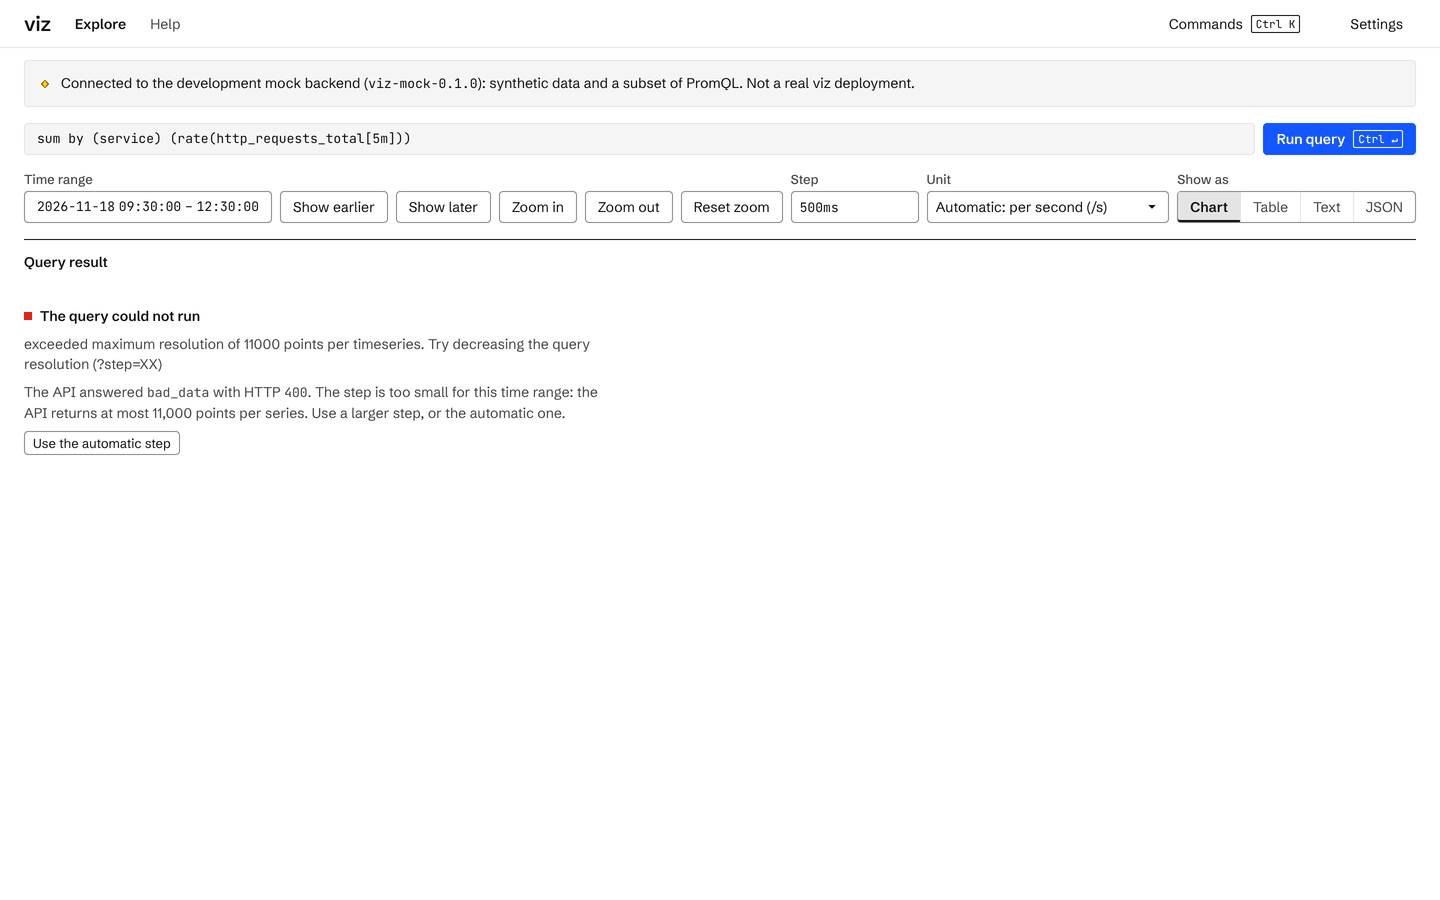 viz Explore Help Commands Ctrl K Settings
Connected to the development mock backend (viz-mock-0.1.0): synthetic data and a subset of PromQL. Not a real viz deployment.
sum by (service) (rate(http_requests_total[5m])) Run query Ctrl ↵
Time range Step Unit Show as
2026-11-18 09:30:00 – 12:30:00 Show earlier Show later Zoom in Zoom out Reset zoom 500ms Automatic: per second (/s) Chart Table Text JSON
Query result
The query could not run
exceeded maximum resolution of 11000 points per timeseries. Try decreasing the query
resolution (?step=XX)
The API answered bad_data with HTTP 400. The step is too small for this time range: the
API returns at most 11,000 points per series. Use a larger step, or the automatic one.
Use the automatic step